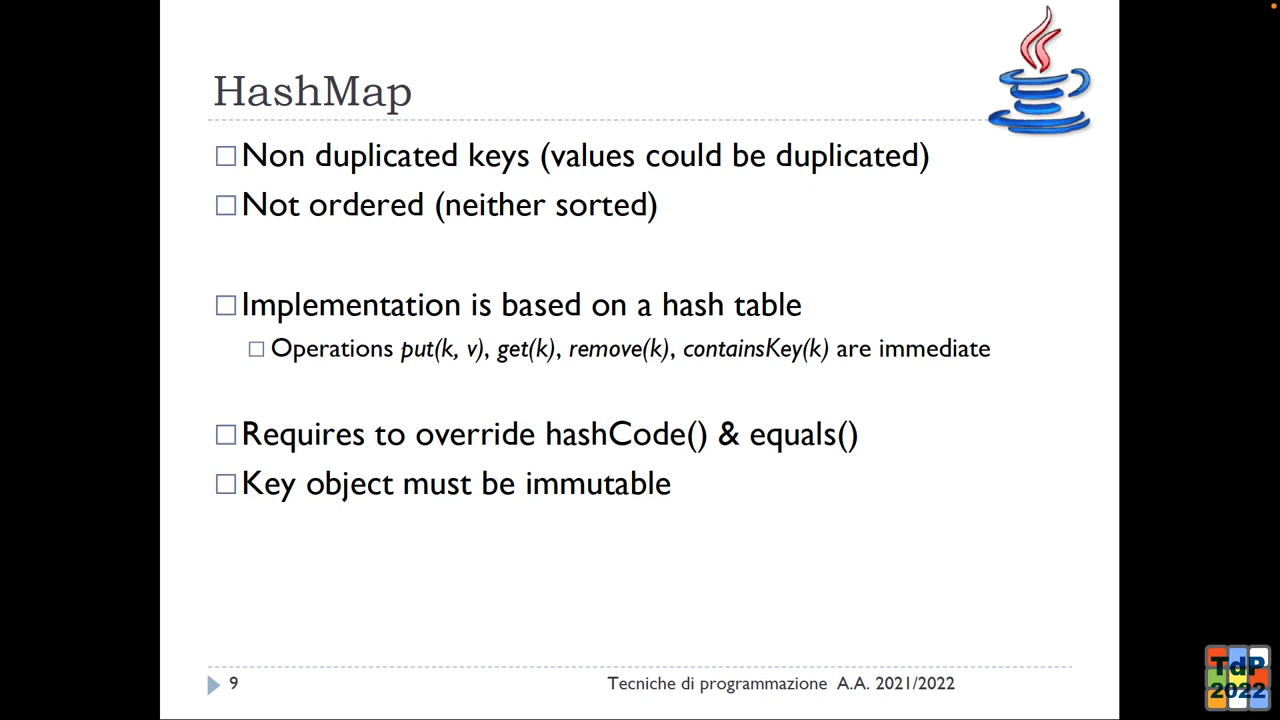 HashMap
Non duplicated keys (values could be duplicated)
Not ordered (neither sorted)
Implementation is based on a hash table
Operations put(k, v), get(k), remove(k), containsKey(k) are immediate
Requires to override hashCode() & equals()
Key object must be immutable
9
Tecniche di programmazione A.A. 2021/2022
TdP
2022